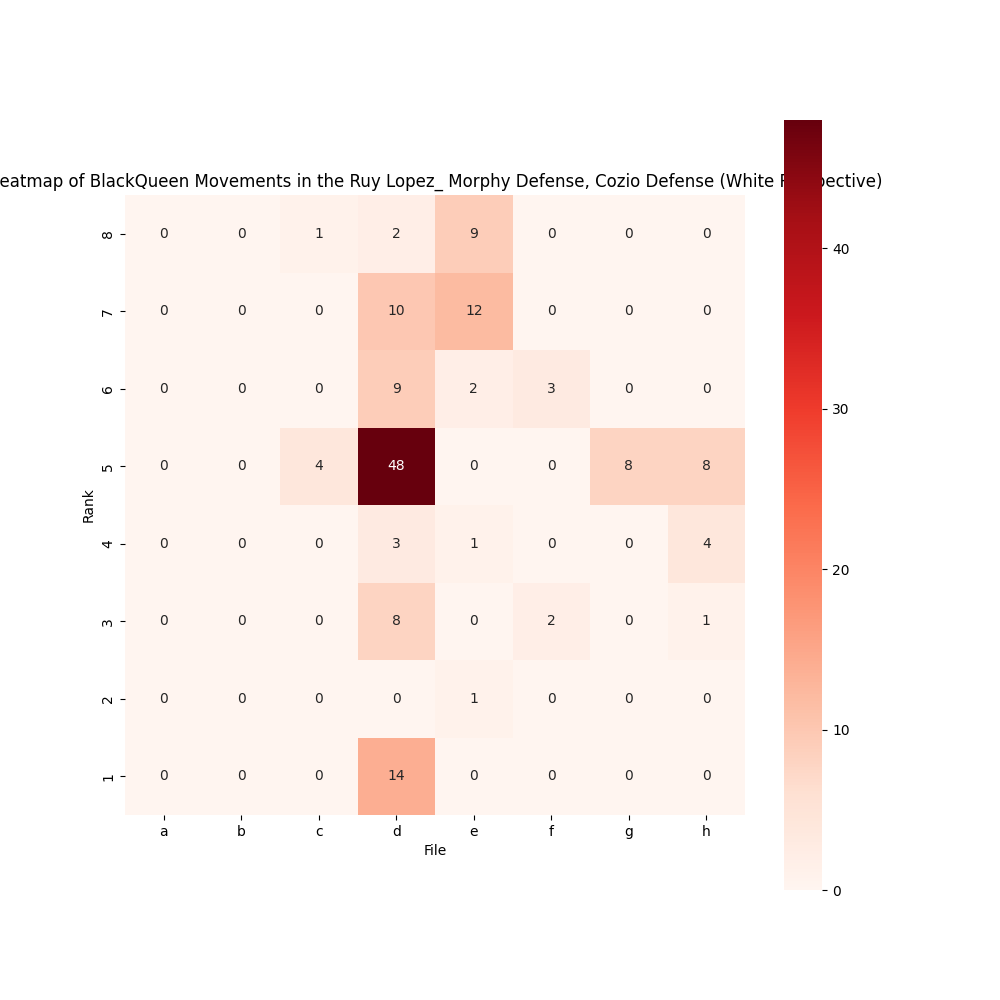 eatmap of BlackQueen Movements in the Ruy Lopez_ Morphy Defense, Cozio Defense (White Perspective)
8 0 0 1 2 9 0 0 0
7 0 0 0 10 12 0 0 0
6 0 0 0 9 2 3 0 0
5 0 0 4 48 0 0 8 8
4 0 0 0 3 1 0 0 4
3 0 0 0 8 0 2 0 1
2 0 0 0 0 1 0 0 0
1 0 0 0 14 0 0 0 0
a b c d e f g h
File
Rank
40
30
20
10
0